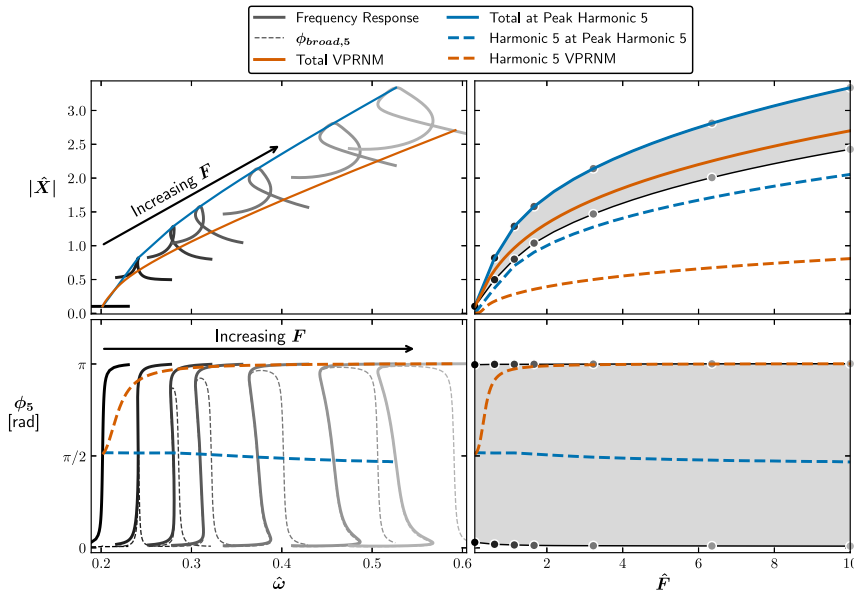 Frequency Response Total at Peak Harmonic 5
ϕ_broad,5 Harmonic 5 at Peak Harmonic 5
Total VPRNM Harmonic 5 VPRNM
3.0
2.5
2.0
|X̂|
1.5
1.0
0.5
0.0
Increasing F
π
ϕ₅
[rad]
π/2
0
Increasing F
0.2 0.3 0.4 0.5 0.6
ω̂
2 4 6 8 10
F̂